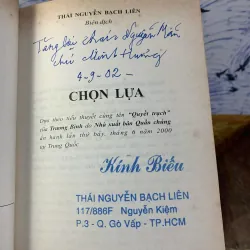 THÁI NGUYỄN BẠCH LIÊN
Biên dịch
Tặng lại cháu Nguyễn Mẫn
chú Minh Hương
4-9-02-
CHỌN LỰA
Dựa theo tiểu thuyết cùng tên "Quyết trạch"
của Trương Bình do Nhà xuất bản Quần chúng
ấn hành lần thứ bảy, tháng 6 năm 2000
tại Trung Quốc
Kính Biếu
THÁI NGUYỄN BẠCH LIÊN
117/886F Nguyễn Kiệm
P.3 - Q. Gò Vấp - TP.HCM